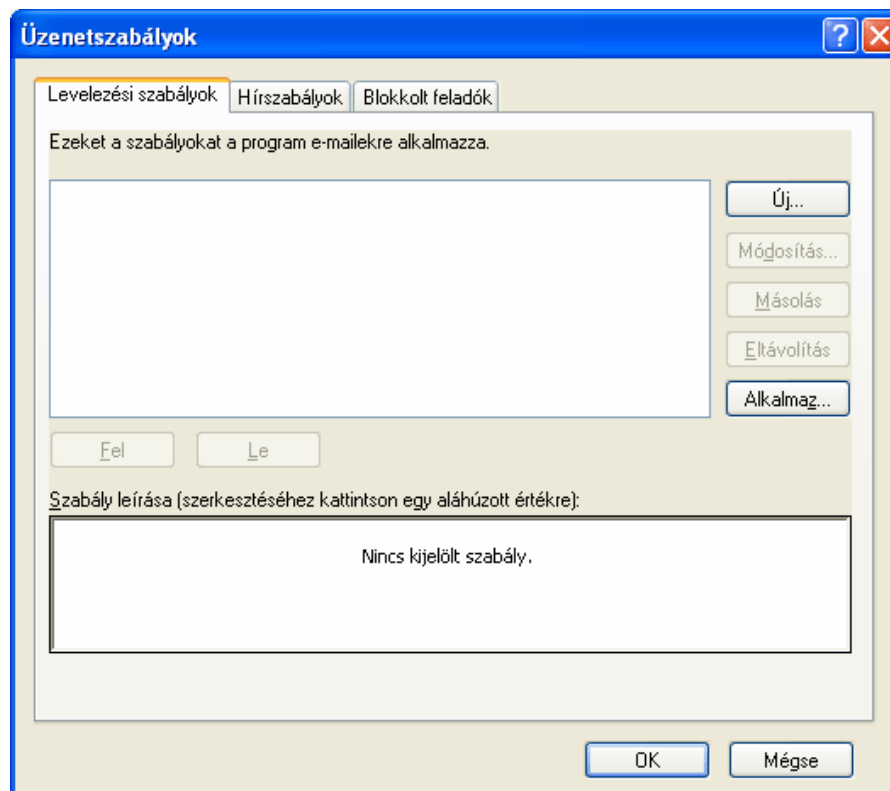 Üzenetszabályok
Levelezési szabályok
Hírszabályok
Blokkolt feladók
Ezeket a szabályokat a program e-mailekre alkalmazza.
Új...
Módosítás...
Másolás
Eltávolítás
Alkalmaz...
Fel
Le
Szabály leírása (szerkesztéséhez kattintson egy aláhúzott értékre):
Nincs kijelölt szabály.
OK
Mégse